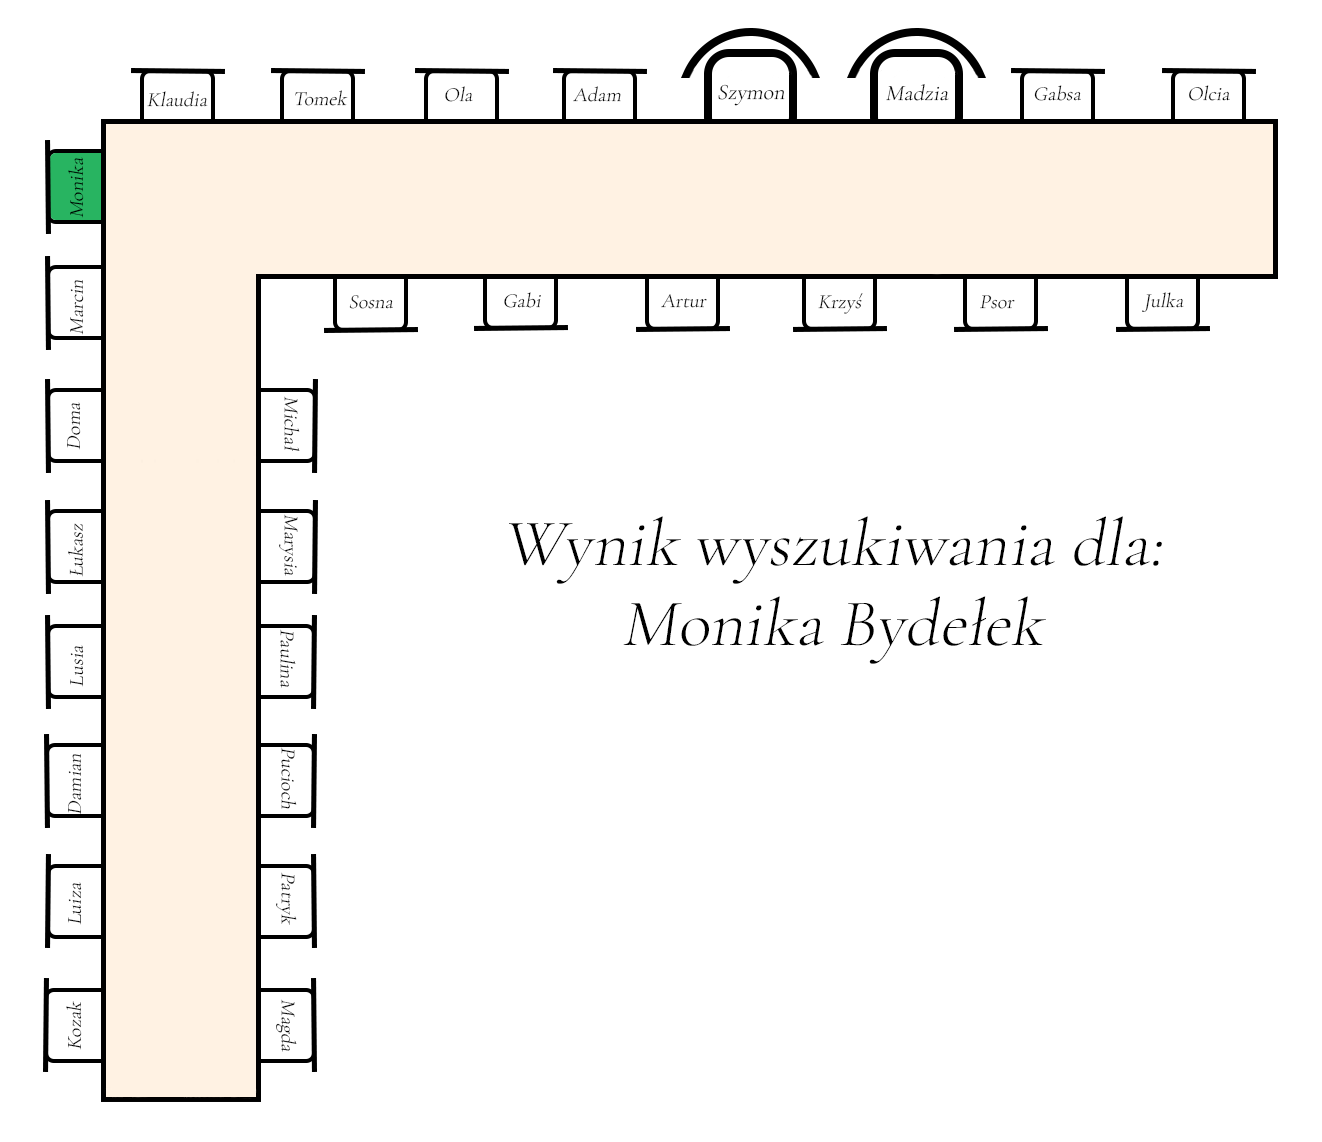 Klaudia
Tomek
Ola
Adam
Szymon
Madzia
Gabsa
Olcia
Monika
Marcin
Doma
Łukasz
Lusia
Damian
Luiza
Kozak
Sosna
Gabi
Artur
Krzyś
Psor
Julka
Michał
Marysia
Paulina
Pucioch
Patryk
Magda
Wynik wyszukiwania dla:
Monika Bydełek